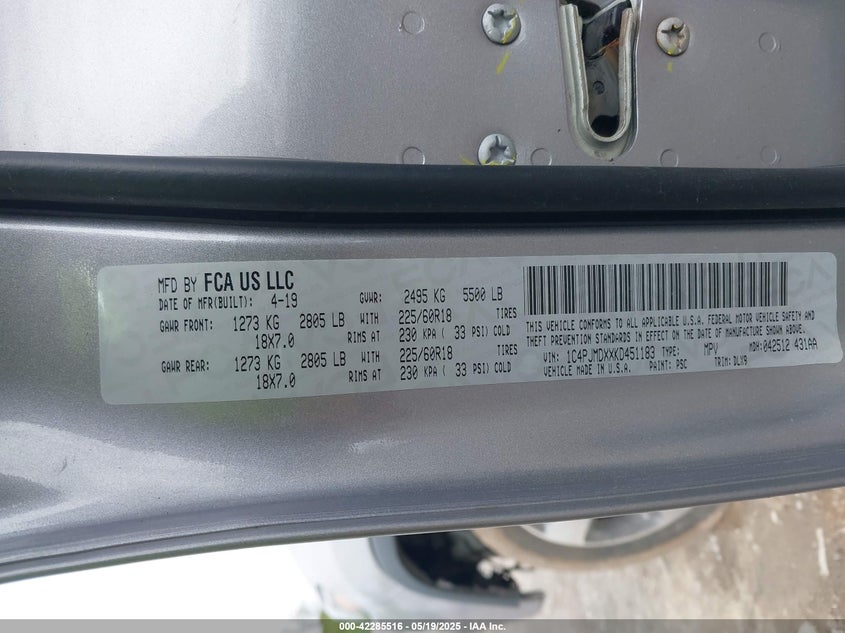 MFD BY FCA US LLC
DATE OF MFR(BUILT): 4-19 GVWR: 2495 KG 5500 LB
GAWR FRONT: 1273 KG 2805 LB WITH 225/60R18 TIRES
18X7.0 RIMS AT 230 KPA ( 33 PSI) COLD
GAWR REAR: 1273 KG 2805 LB WITH 225/60R18 TIRES
18X7.0 RIMS AT 230 KPA ( 33 PSI) COLD
THIS VEHICLE CONFORMS TO ALL APPLICABLE U.S.A. FEDERAL MOTOR VEHICLE SAFETY AND
THEFT PREVENTION STANDARDS IN EFFECT ON THE DATE OF MANUFACTURE SHOWN ABOVE.
VIN: 1C4PJMDXXKD451183 TYPE: MPV MDH: 042512 431AA
VEHICLE MADE IN U.S.A. PAINT: PSC TRIM: DLX9
000-42285516 — 05/19/2025 — IAA Inc.